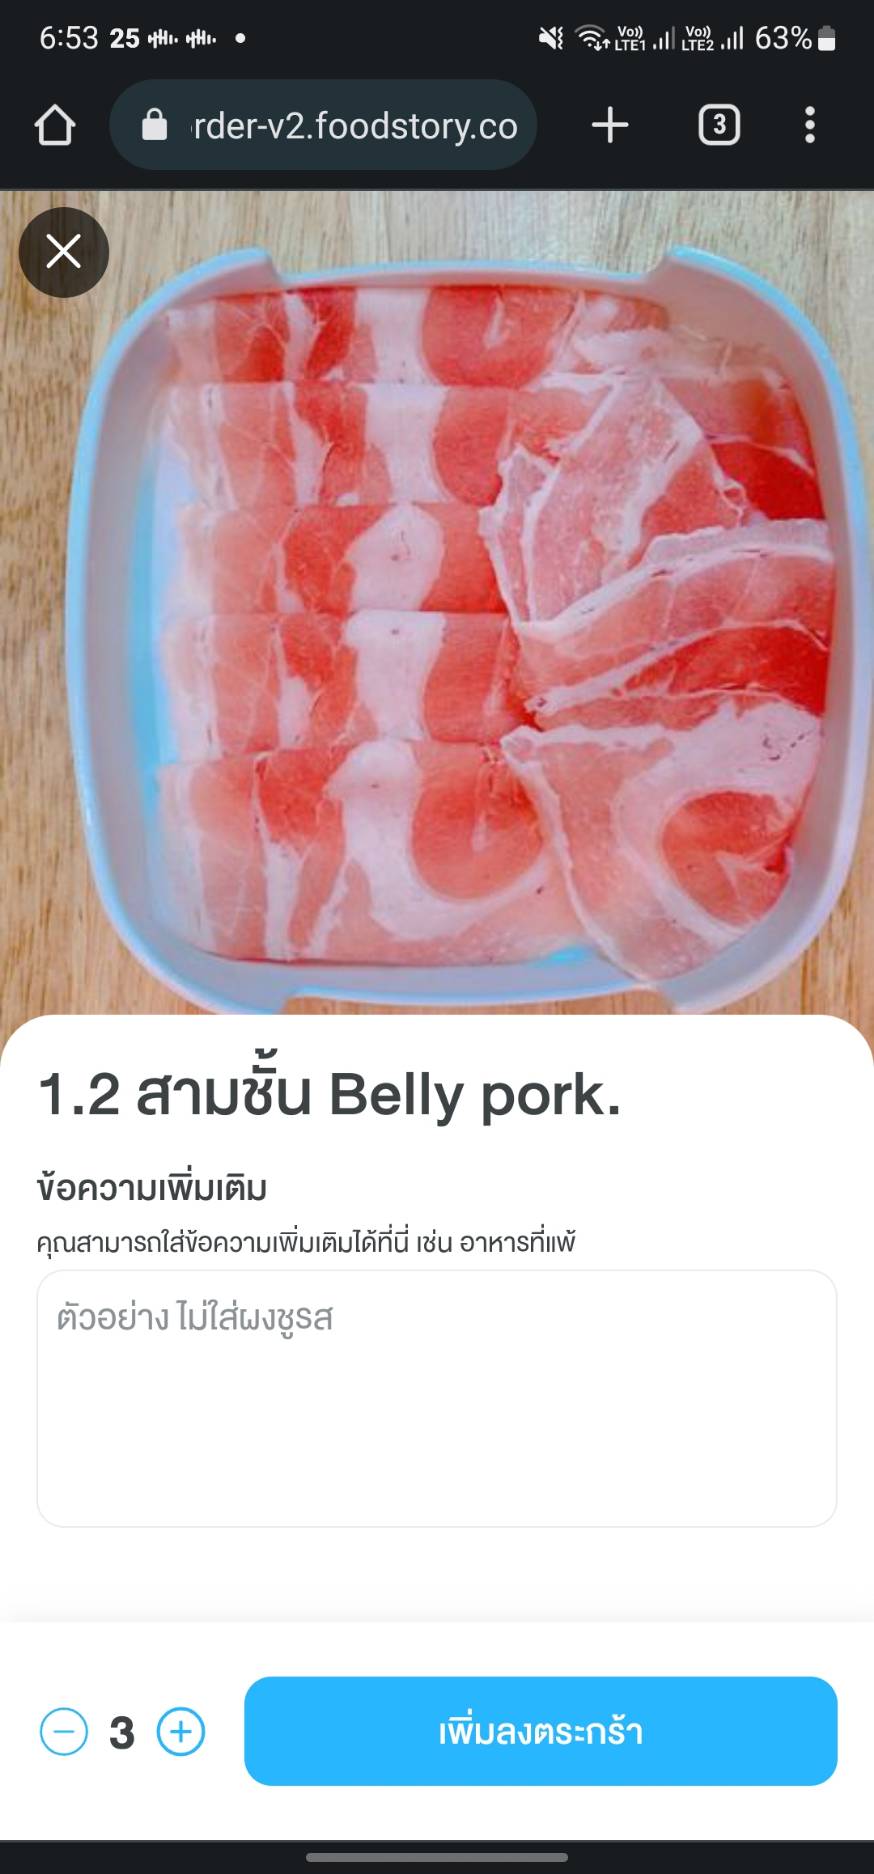 6:53 25
Vo)) LTE1 Vo)) LTE2 63%
rder-v2.foodstory.co
3
1.2 สามชั้น Belly pork.
ข้อความเพิ่มเติม
คุณสามารถใส่ข้อความเพิ่มเติมได้ที่นี่ เช่น อาหารที่แพ้
ตัวอย่าง ไม่ใส่ผงชูรส
3
เพิ่มลงตระกร้า